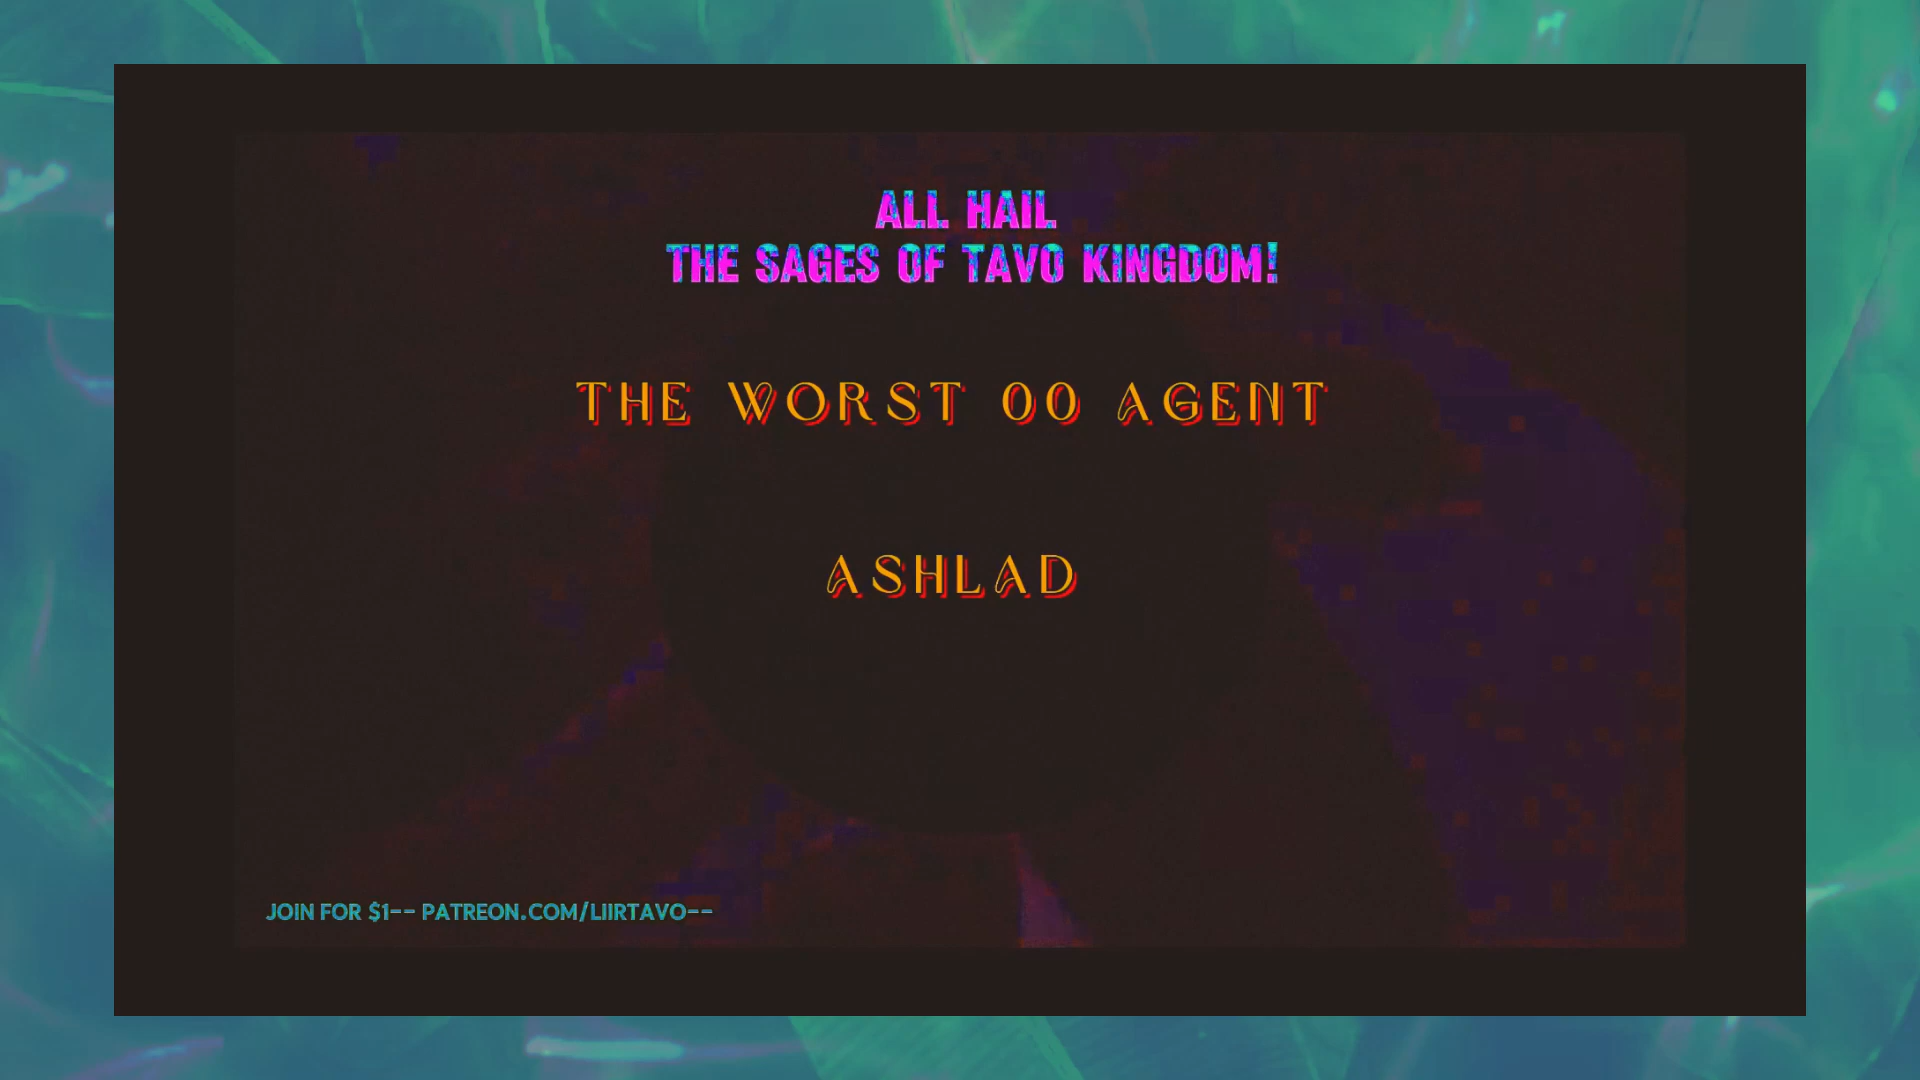 ALL HAIL
THE SAGES OF TAVO KINGDOM!
THE WORST 00 AGENT
ASHLAD
JOIN FOR $1-- PATREON.COM/LIIRTAVO--